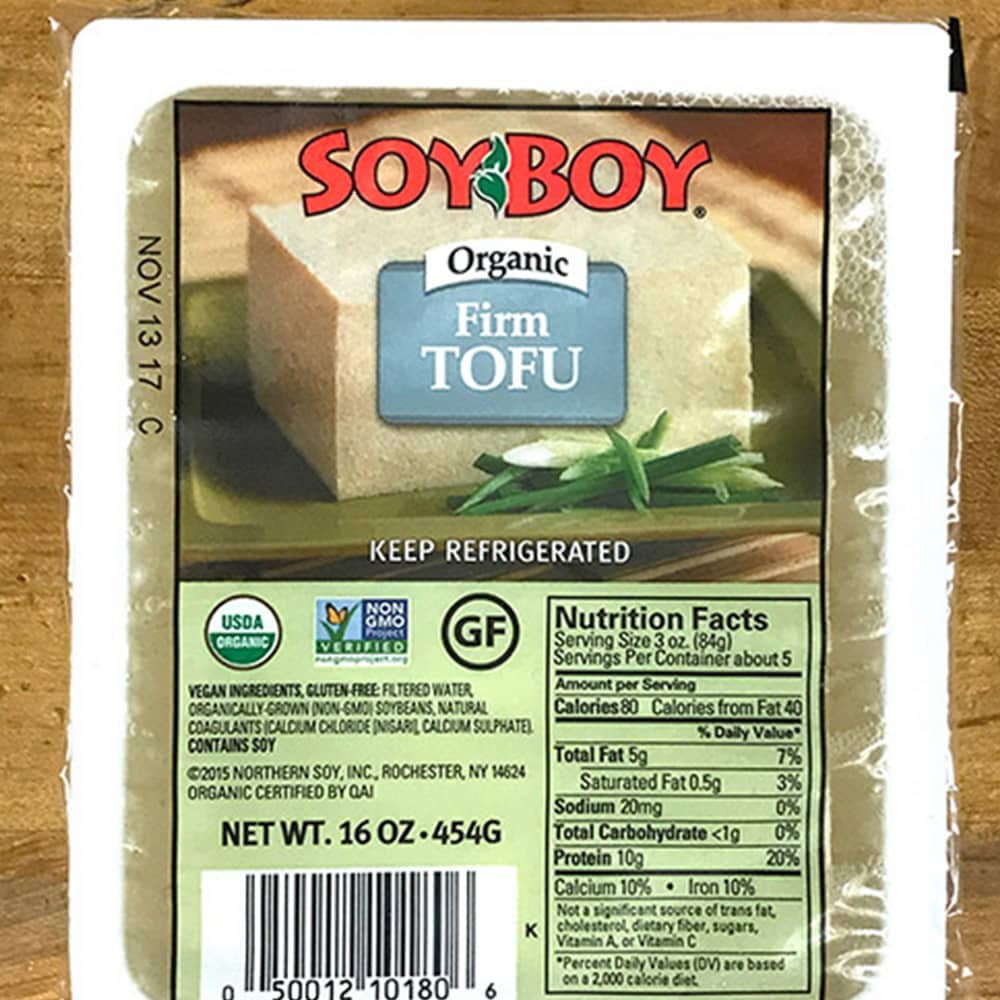 SOYBOY®
Organic
Firm
TOFU
NOV 13 17 C
KEEP REFRIGERATED
USDA
ORGANIC
NON
GMO
Project
VERIFIED
nongmoproject.org
GF
VEGAN INGREDIENTS, GLUTEN-FREE: FILTERED WATER,
ORGANICALLY-GROWN (NON-GMO) SOYBEANS, NATURAL
COAGULANTS (CALCIUM CHLORIDE [NIGARI], CALCIUM SULPHATE).
CONTAINS SOY
©2015 NORTHERN SOY, INC., ROCHESTER, NY 14624
ORGANIC CERTIFIED BY QAI
NET WT. 16 OZ • 454G
0 50012 10180 6
K
Nutrition Facts
Serving Size 3 oz. (84g)
Servings Per Container about 5
Amount per Serving
Calories 80 Calories from Fat 40
% Daily Value*
Total Fat 5g 7%
Saturated Fat 0.5g 3%
Sodium 20mg 0%
Total Carbohydrate <1g 0%
Protein 10g 20%
Calcium 10% • Iron 10%
Not a significant source of trans fat,
cholesterol, dietary fiber, sugars,
Vitamin A, or Vitamin C
*Percent Daily Values (DV) are based
on a 2,000 calorie diet.